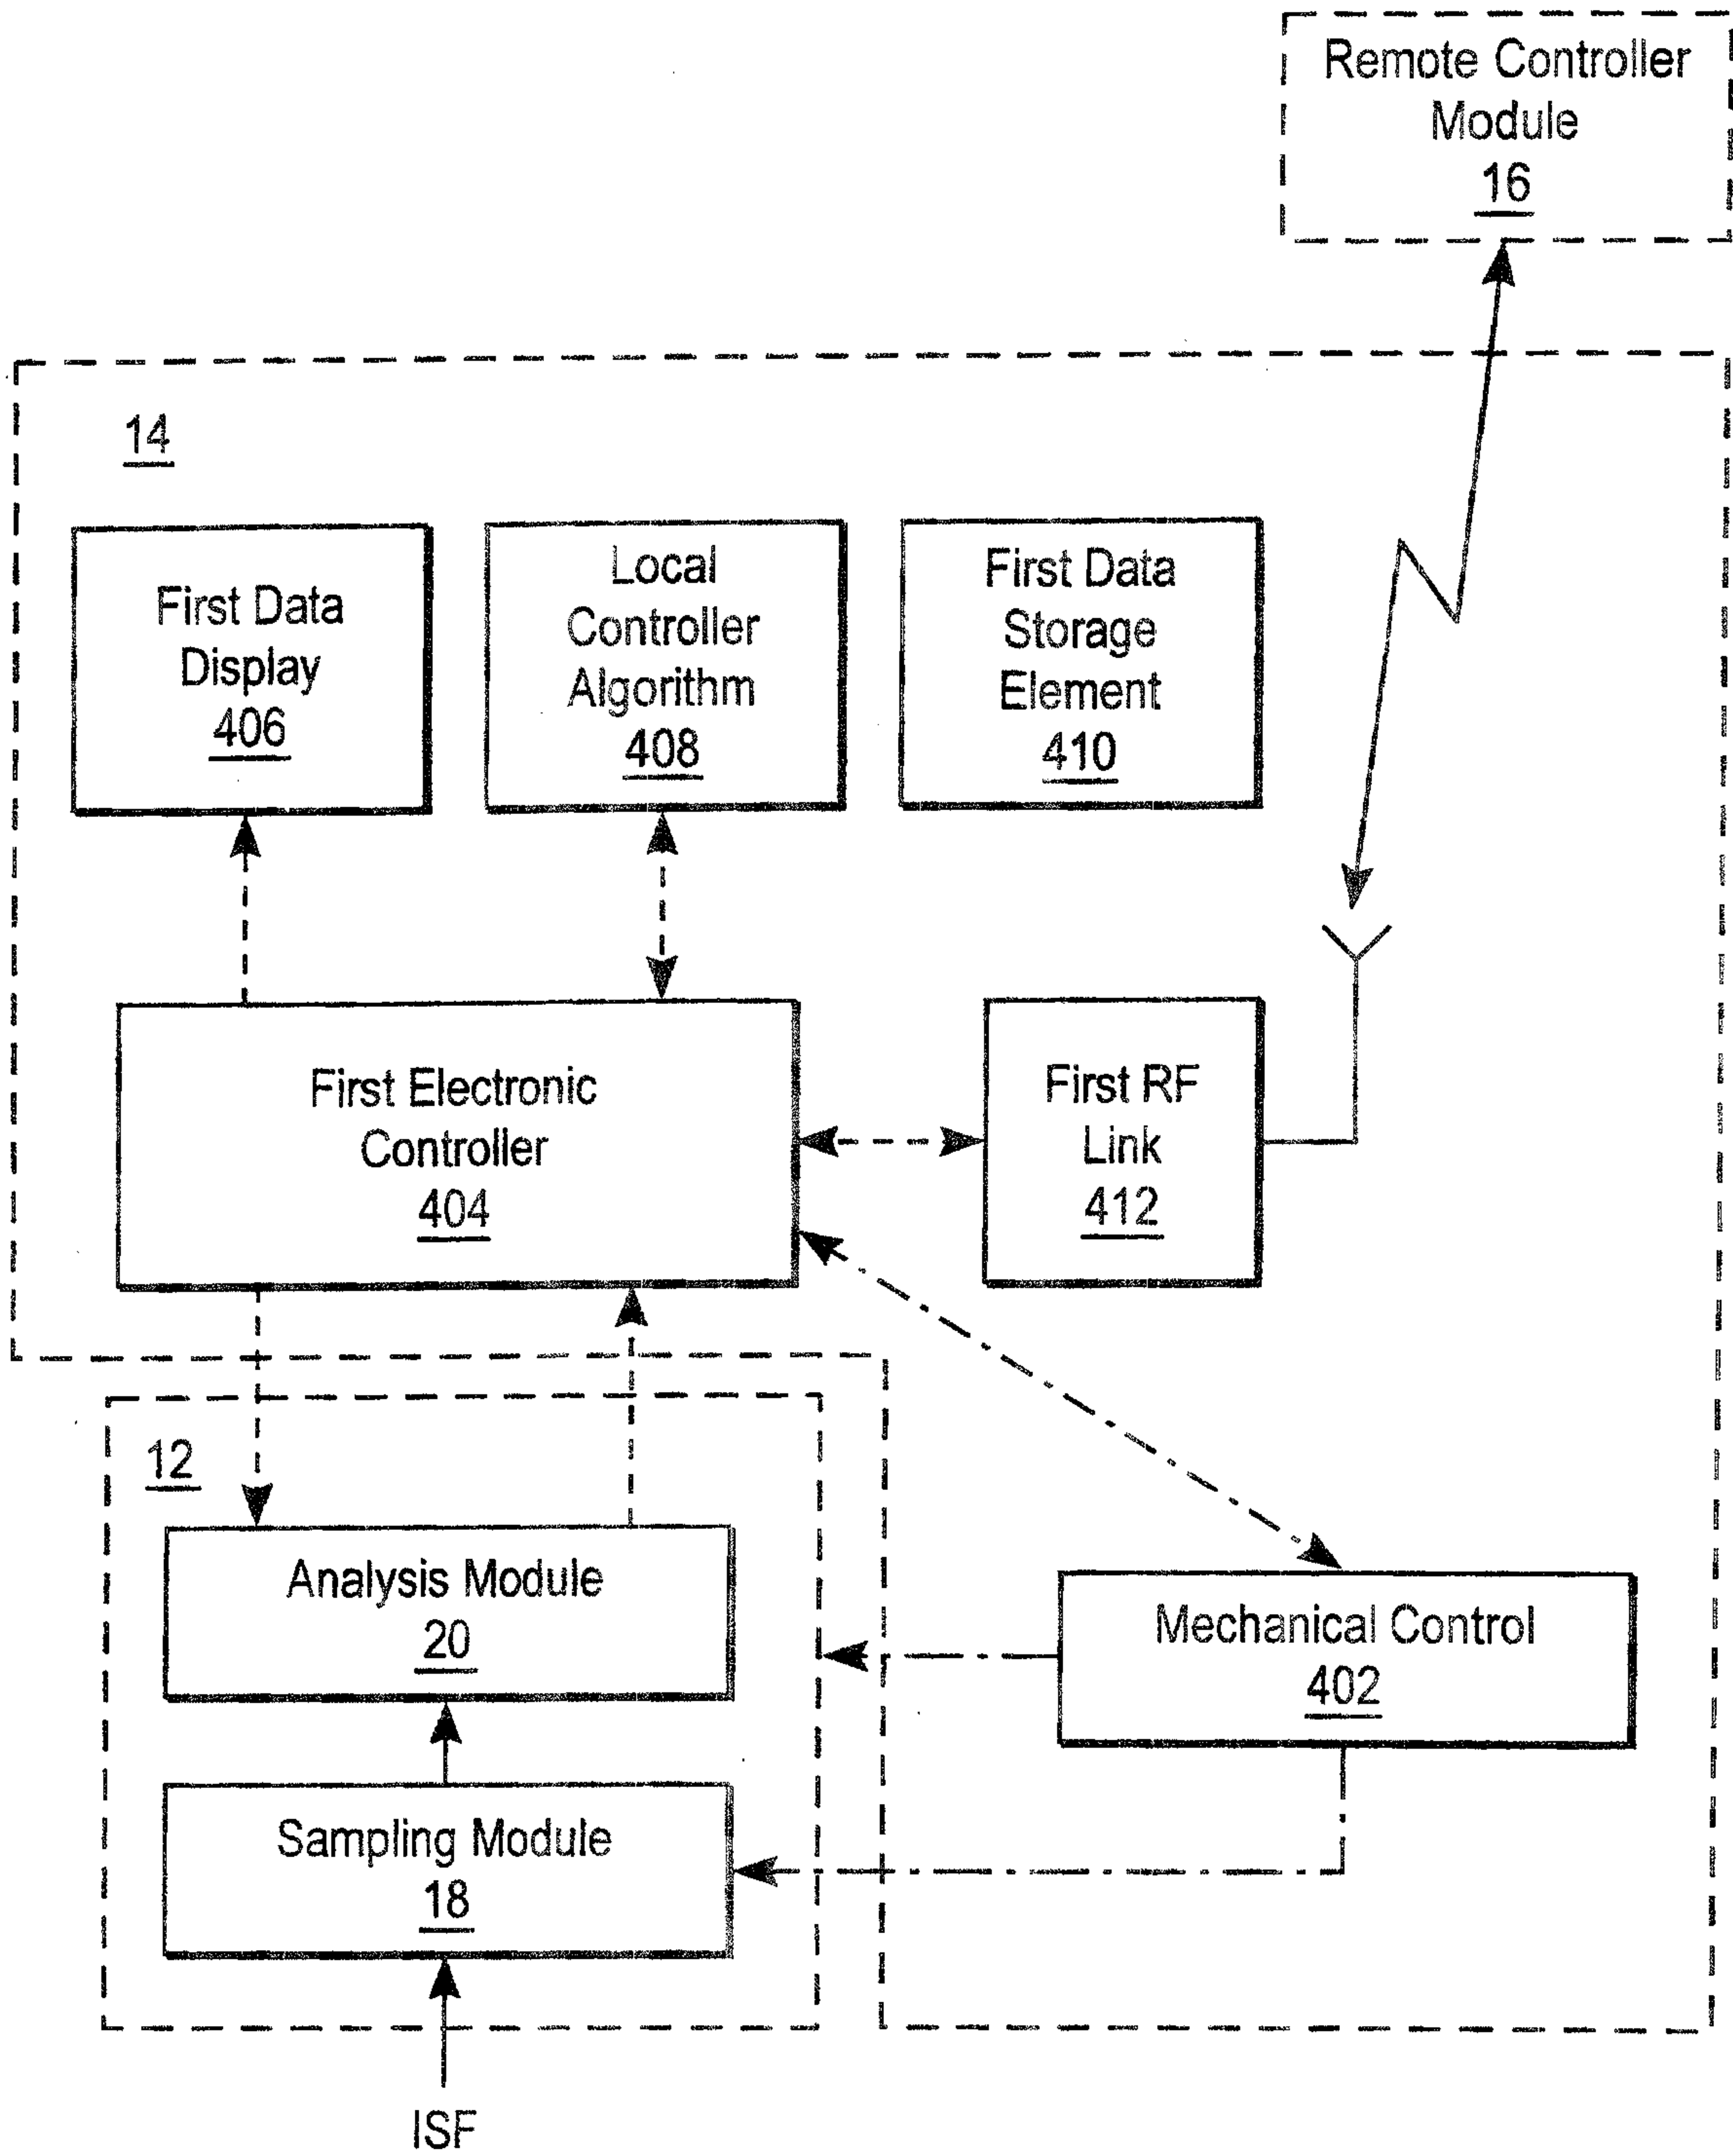 Remote Controller
Module
16
14
First Data
Display
406
Local
Controller
Algorithm
408
First Data
Storage
Element
410
First Electronic
Controller
404
First RF
Link
412
12
Analysis Module
20
Mechanical Control
402
Sampling Module
18
ISF